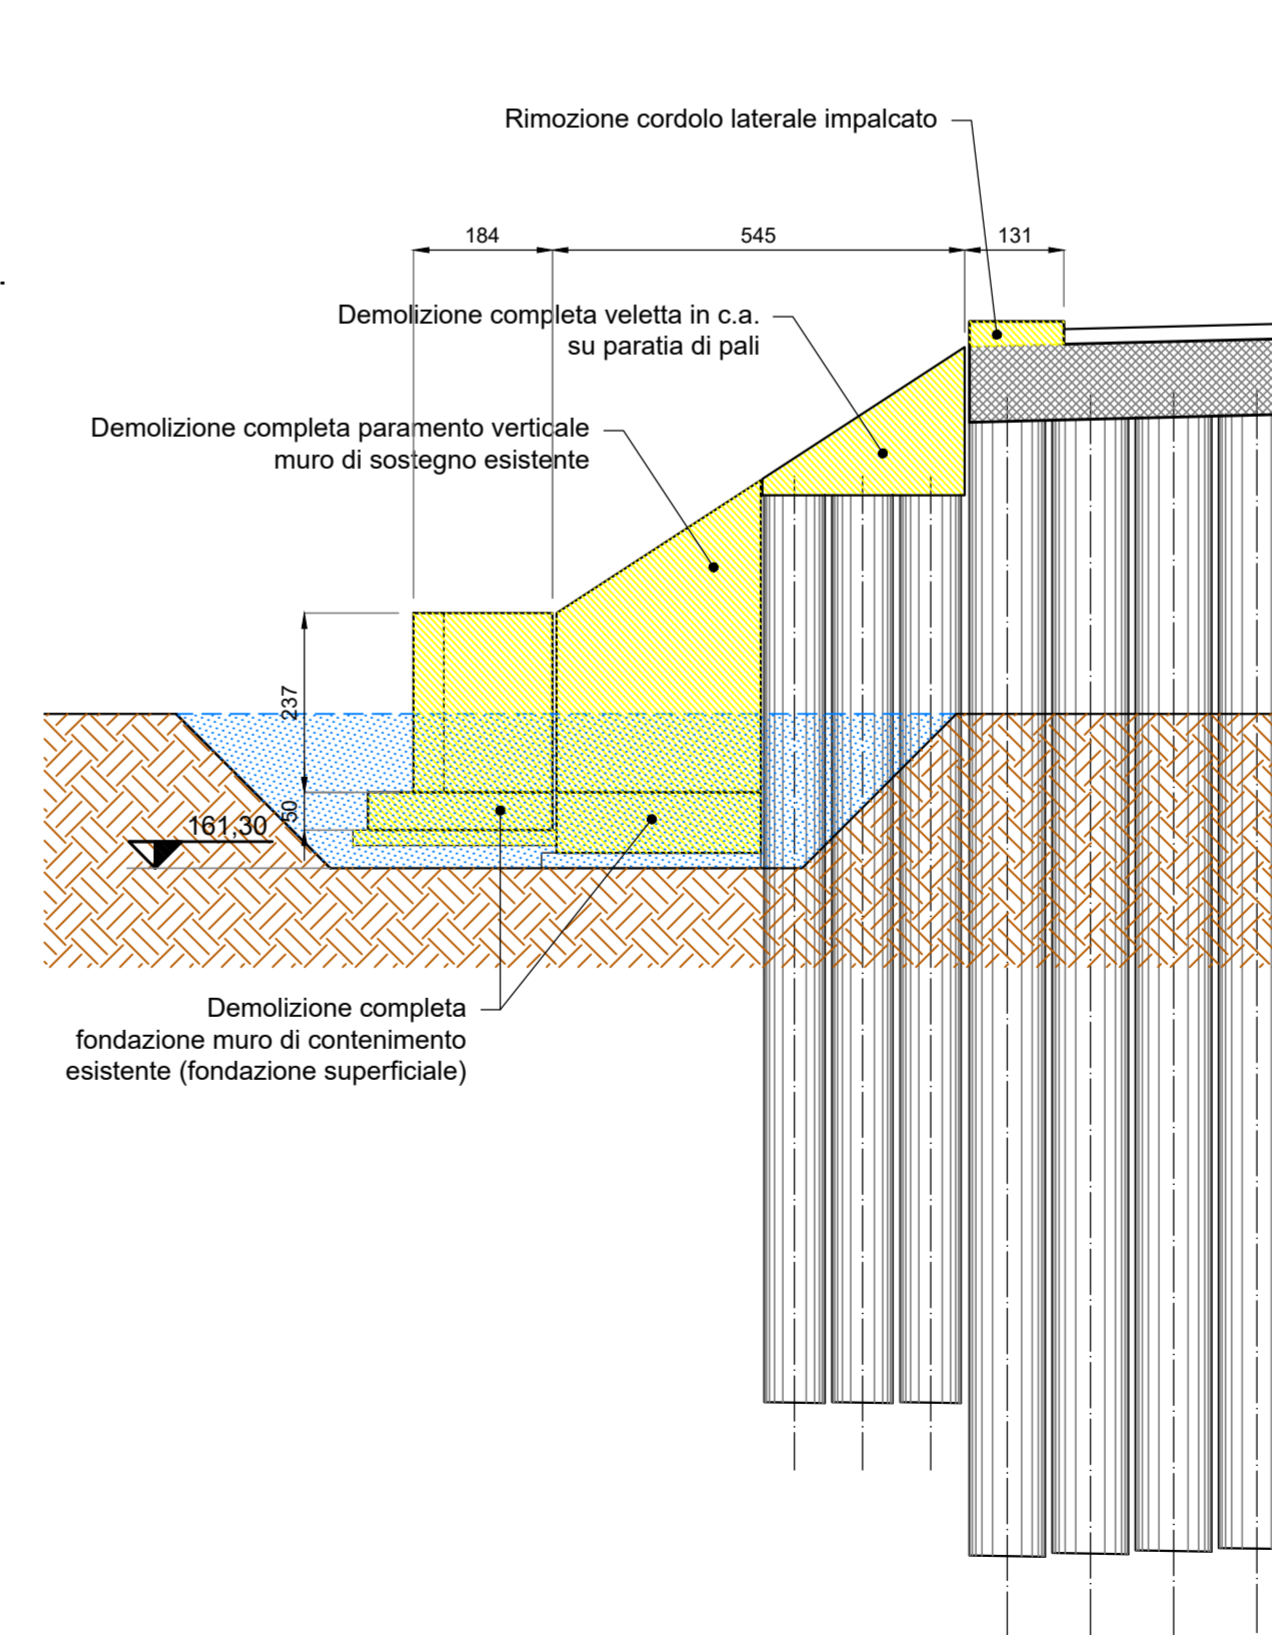 Rimozione cordolo laterale impalcato
184
545
131
Demolizione completa veletta in c.a.
su paratia di pali
Demolizione completa paramento verticale
muro di sostegno esistente
237
50
161,30
Demolizione completa
fondazione muro di contenimento
esistente (fondazione superficiale)